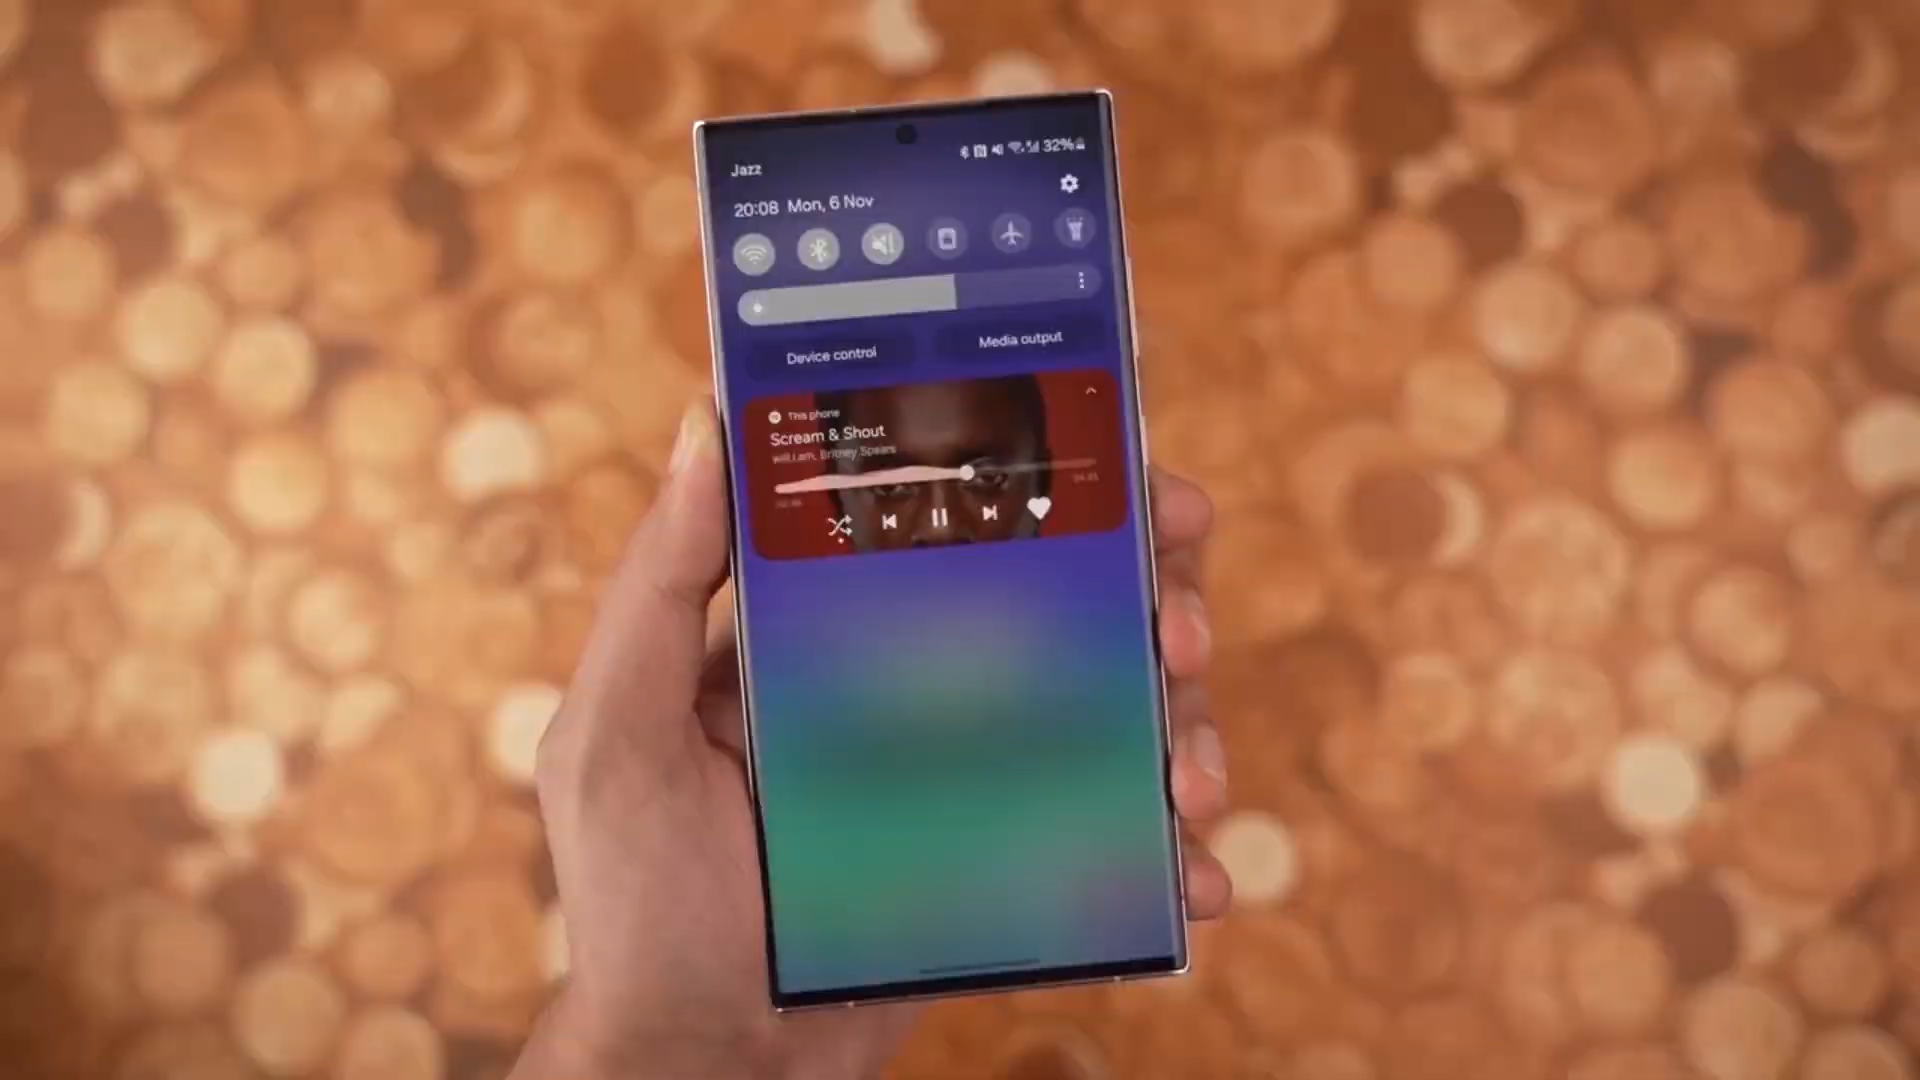 Jazz
32%
20:08 Mon, 6 Nov
Device control
Media output
This phone
Scream & Shout
will.i.am, Britney Spears